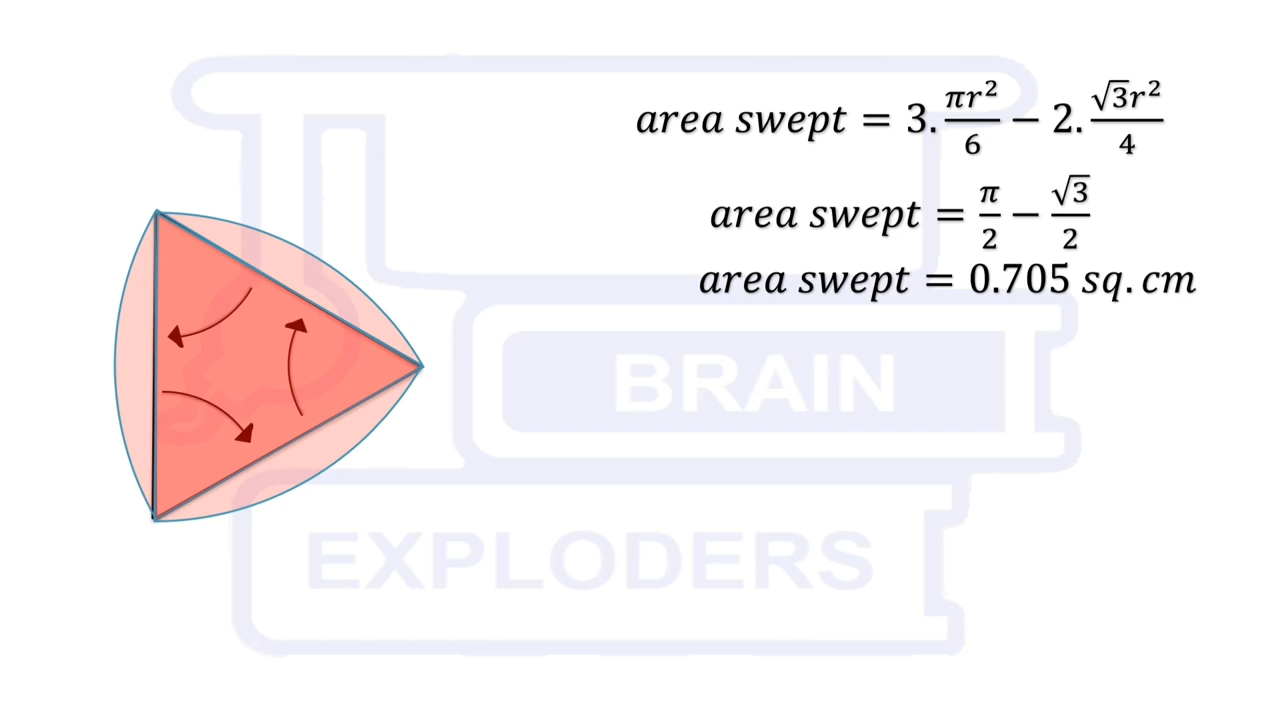 area swept = 3.πr²/6 − 2.√3r²/4
area swept = π/2 − √3/2
area swept = 0.705 sq.cm
BRAIN
EXPLODERS